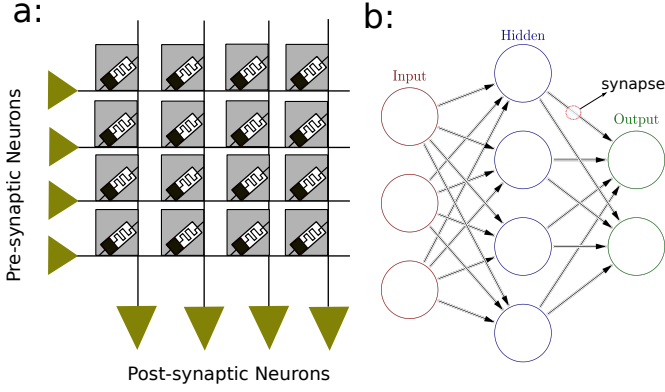 a:
Pre-synaptic Neurons
Post-synaptic Neurons
b:
Hidden
Input
synapse
Output